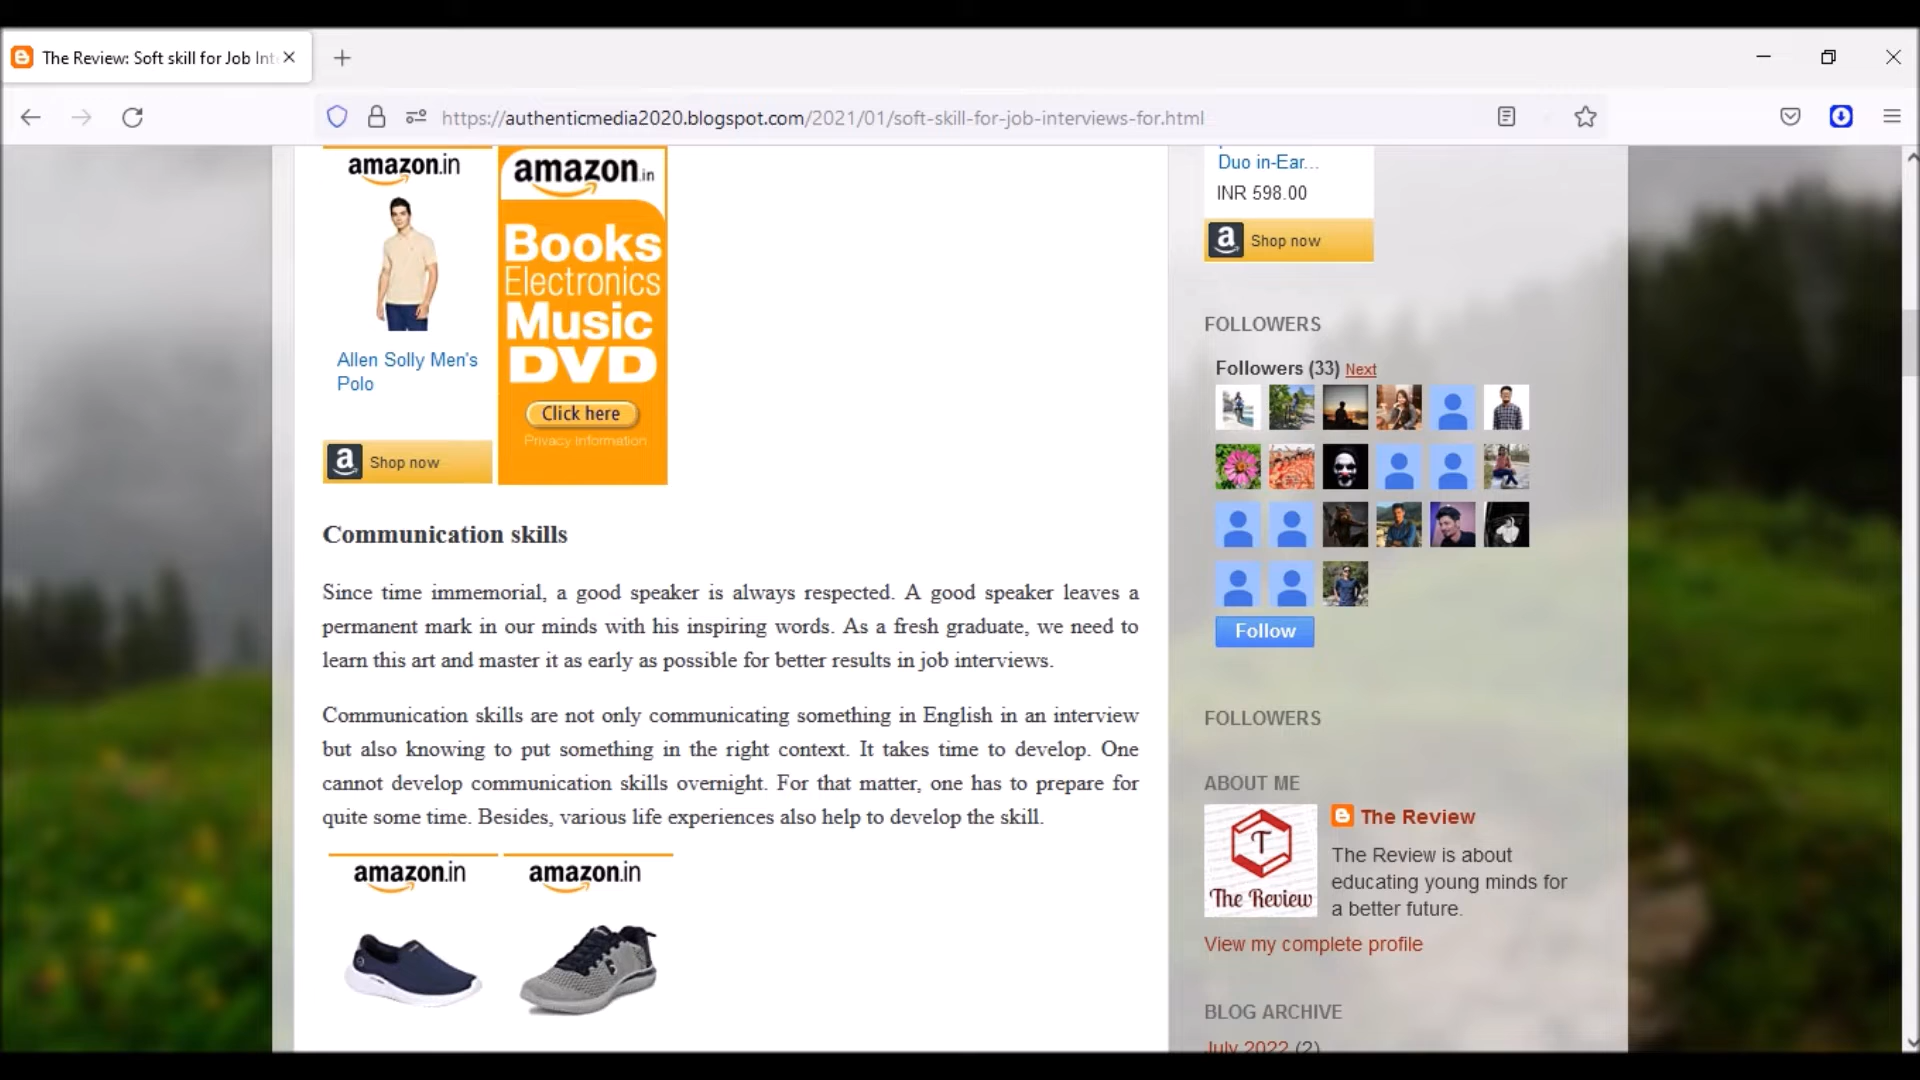 The Review: Soft skill for Job Int
https://authenticmedia2020.blogspot.com/2021/01/soft-skill-for-job-interviews-for.html
amazon.in
Allen Solly Men's
Polo
a Shop now
amazon.in
Books
Electronics
Music
DVD
Click here
Privacy Information
Communication skills
Since time immemorial, a good speaker is always respected. A good speaker leaves a
permanent mark in our minds with his inspiring words. As a fresh graduate, we need to
learn this art and master it as early as possible for better results in job interviews.
Communication skills are not only communicating something in English in an interview
but also knowing to put something in the right context. It takes time to develop. One
cannot develop communication skills overnight. For that matter, one has to prepare for
quite some time. Besides, various life experiences also help to develop the skill.
amazon.in
amazon.in
Duo in-Ear...
INR 598.00
a Shop now
FOLLOWERS
Followers (33) Next
Follow
FOLLOWERS
ABOUT ME
T
The Review
The Review
The Review is about
educating young minds for
a better future.
View my complete profile
BLOG ARCHIVE
July 2022 (2)